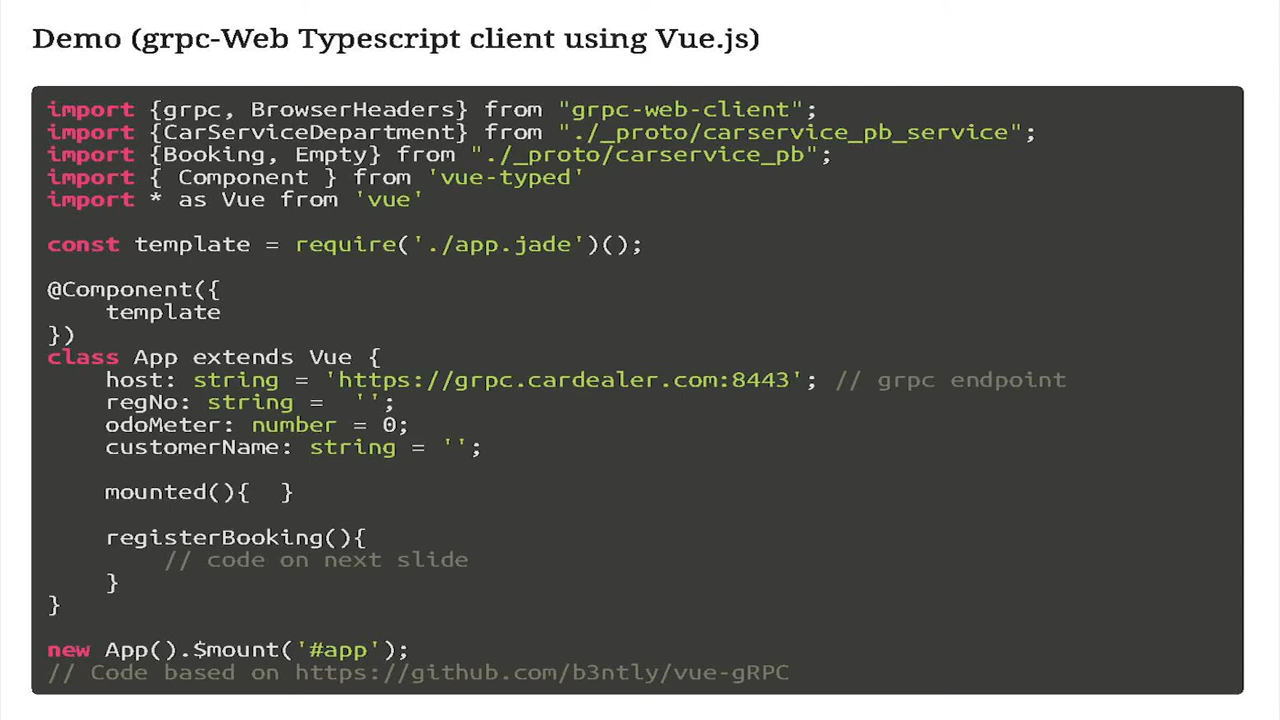 Demo (grpc-Web Typescript client using Vue.js)
import {grpc, BrowserHeaders} from "grpc-web-client";
import {CarServiceDepartment} from "./_proto/carservice_pb_service";
import {Booking, Empty} from "./_proto/carservice_pb";
import { Component } from 'vue-typed'
import * as Vue from 'vue'
const template = require('./app.jade')();
@Component({
    template
})
class App extends Vue {
    host: string = 'https://grpc.cardealer.com:8443'; // grpc endpoint
    regNo: string =  '';
    odoMeter: number = 0;
    customerName: string = '';
    mounted(){  }
    registerBooking(){
        // code on next slide
    }
}
new App().$mount('#app');
// Code based on https://github.com/b3ntly/vue-gRPC